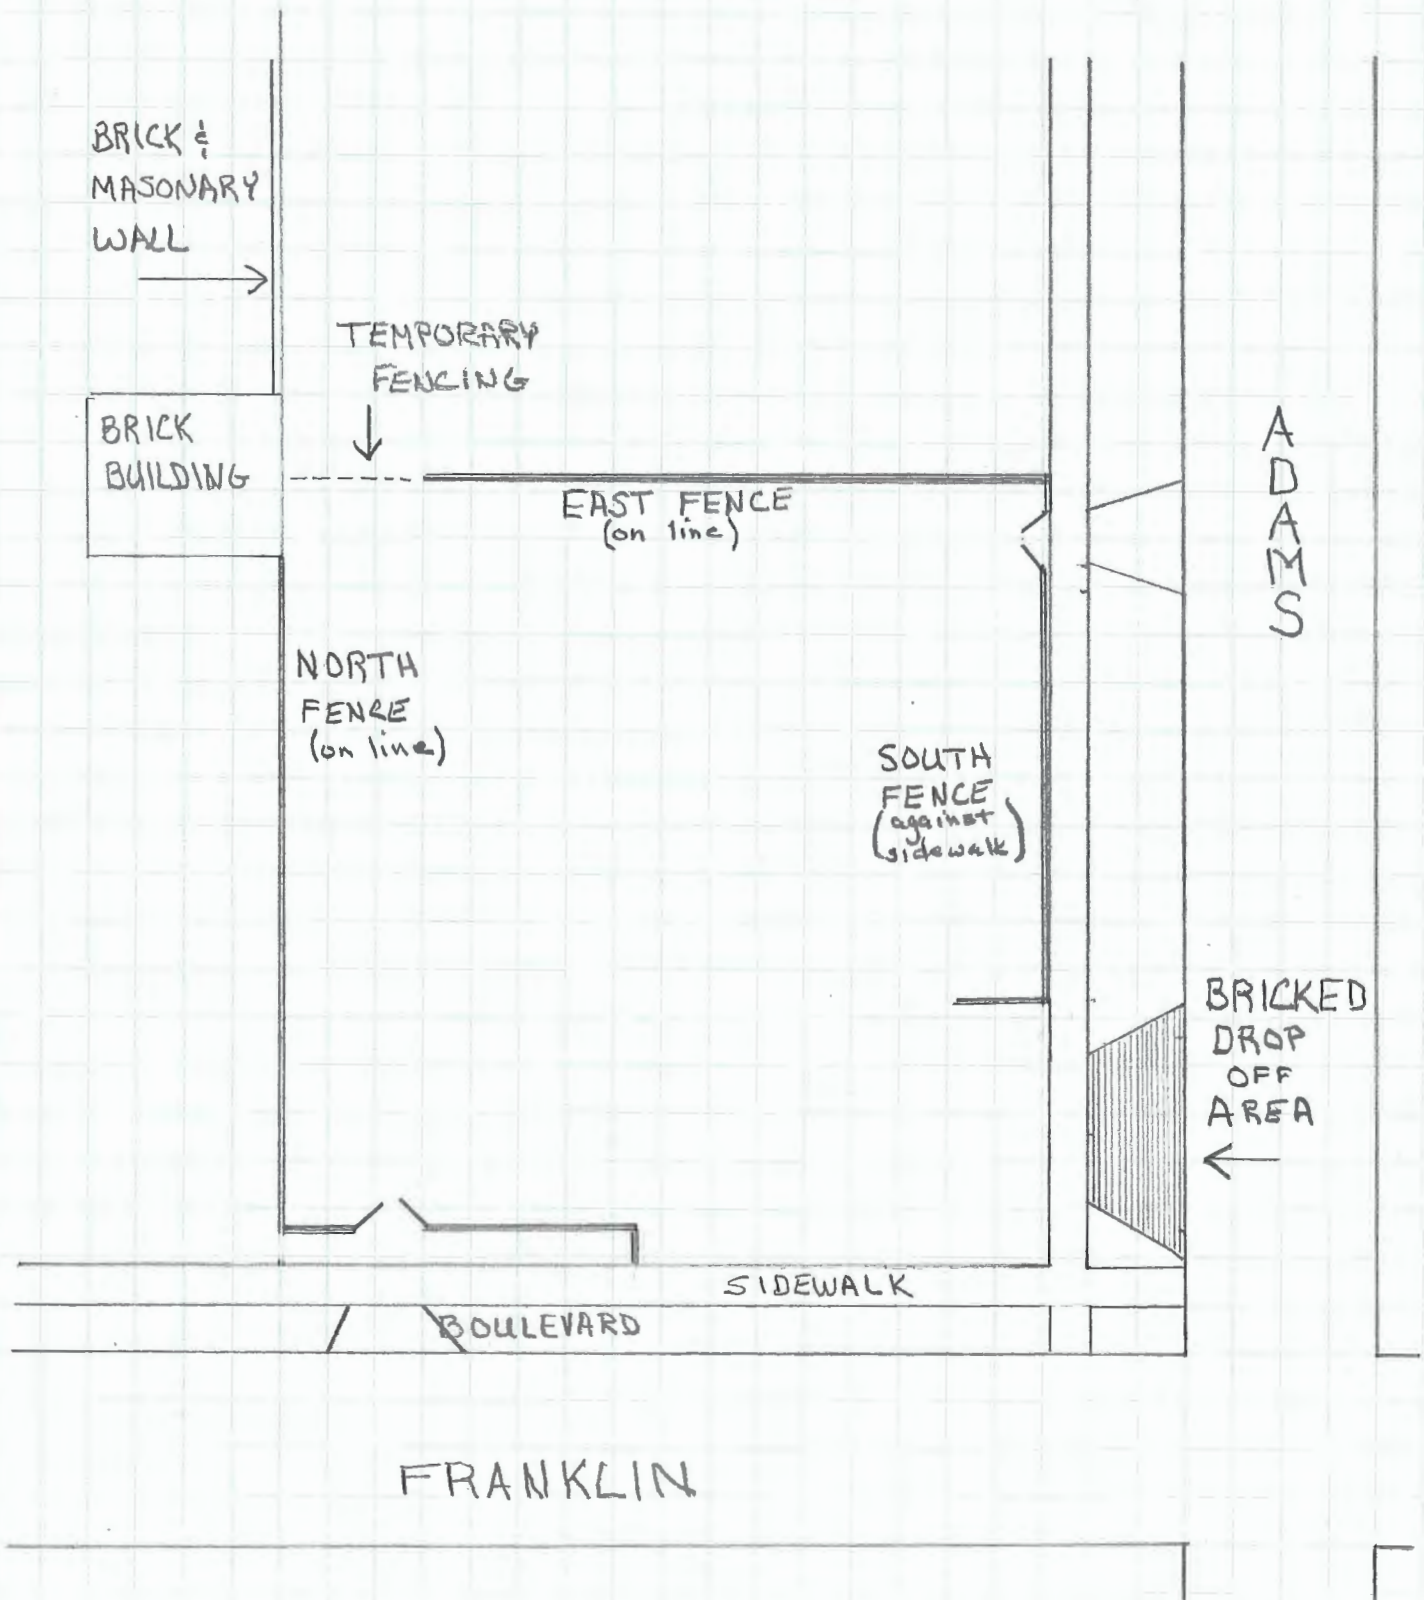 BRICK &
MASONARY
WALL
TEMPORARY
FENCING
BRICK
BUILDING
EAST FENCE
(on line)
ADAMS
NORTH
FENCE
(on line)
SOUTH
FENCE
(against
sidewalk)
BRICKED
DROP
OFF
AREA
SIDEWALK
BOULEVARD
FRANKLIN